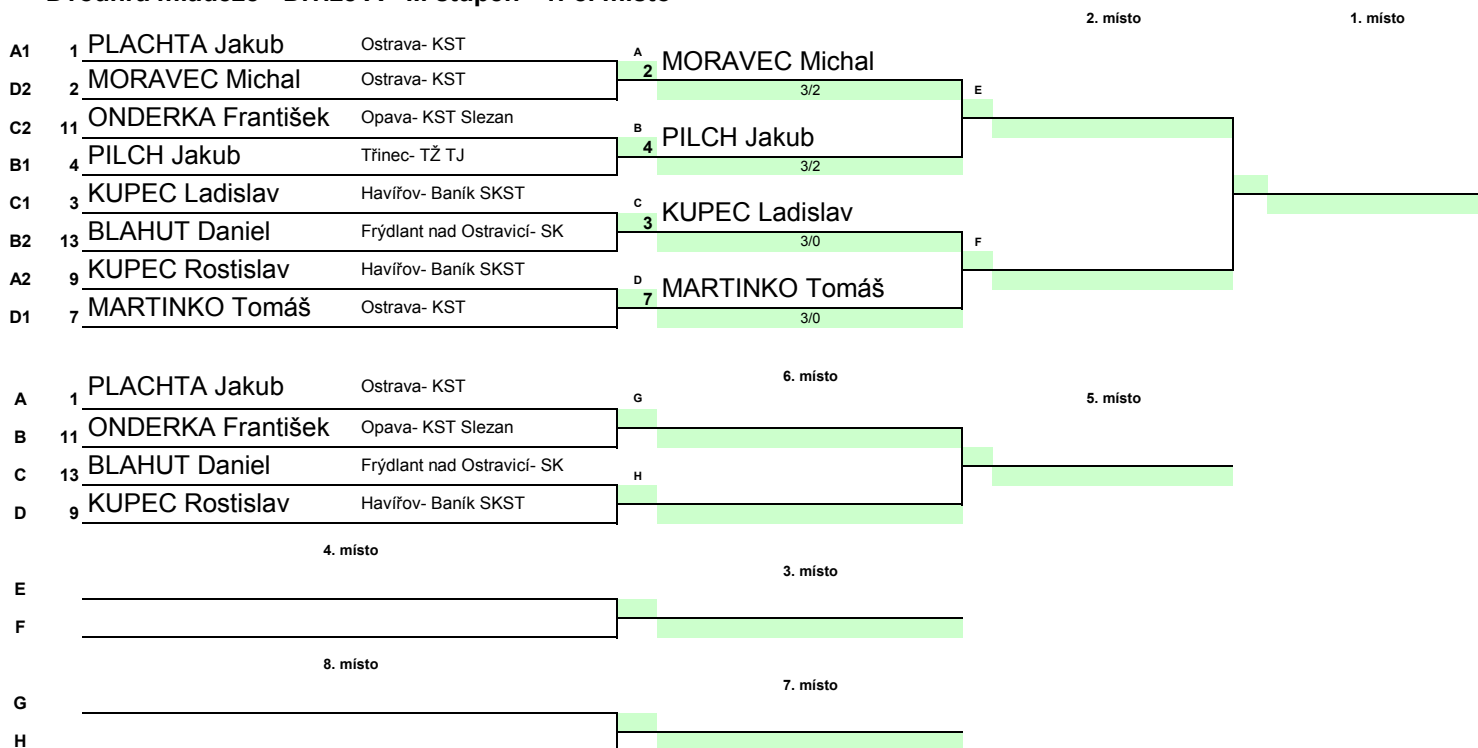 2. místo 1. místo
A1 1 PLACHTA Jakub Ostrava- KST
A
2 MORAVEC Michal
D2 2 MORAVEC Michal Ostrava- KST
3/2
E
C2 11 ONDERKA František Opava- KST Slezan
B
4 PILCH Jakub
B1 4 PILCH Jakub Třinec- TŽ TJ
3/2
C1 3 KUPEC Ladislav Havířov- Baník SKST
C
3 KUPEC Ladislav
B2 13 BLAHUT Daniel Frýdlant nad Ostravicí- SK
3/0
F
A2 9 KUPEC Rostislav Havířov- Baník SKST
D
7 MARTINKO Tomáš
D1 7 MARTINKO Tomáš Ostrava- KST
3/0
6. místo
A 1 PLACHTA Jakub Ostrava- KST
G
5. místo
B 11 ONDERKA František Opava- KST Slezan
C 13 BLAHUT Daniel Frýdlant nad Ostravicí- SK
H
D 9 KUPEC Rostislav Havířov- Baník SKST
4. místo
3. místo
E
F
8. místo
7. místo
G
H